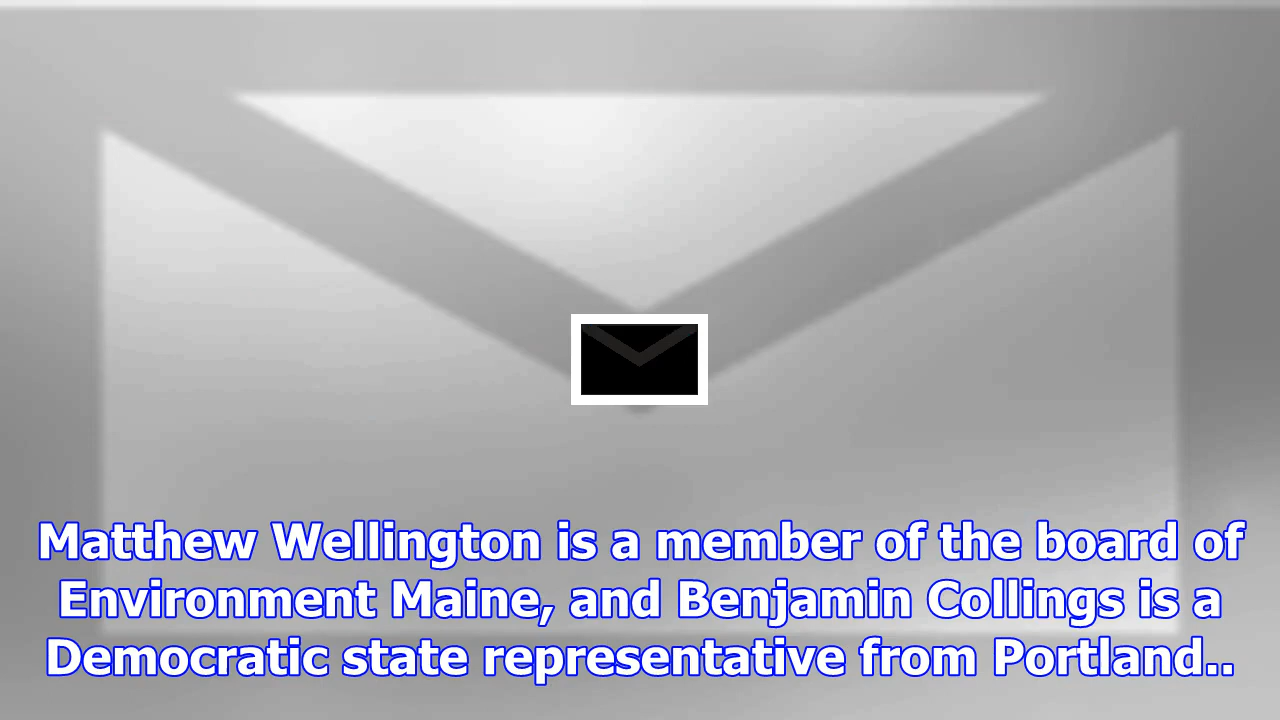 Matthew Wellington is a member of the board of
Environment Maine, and Benjamin Collings is a
Democratic state representative from Portland..